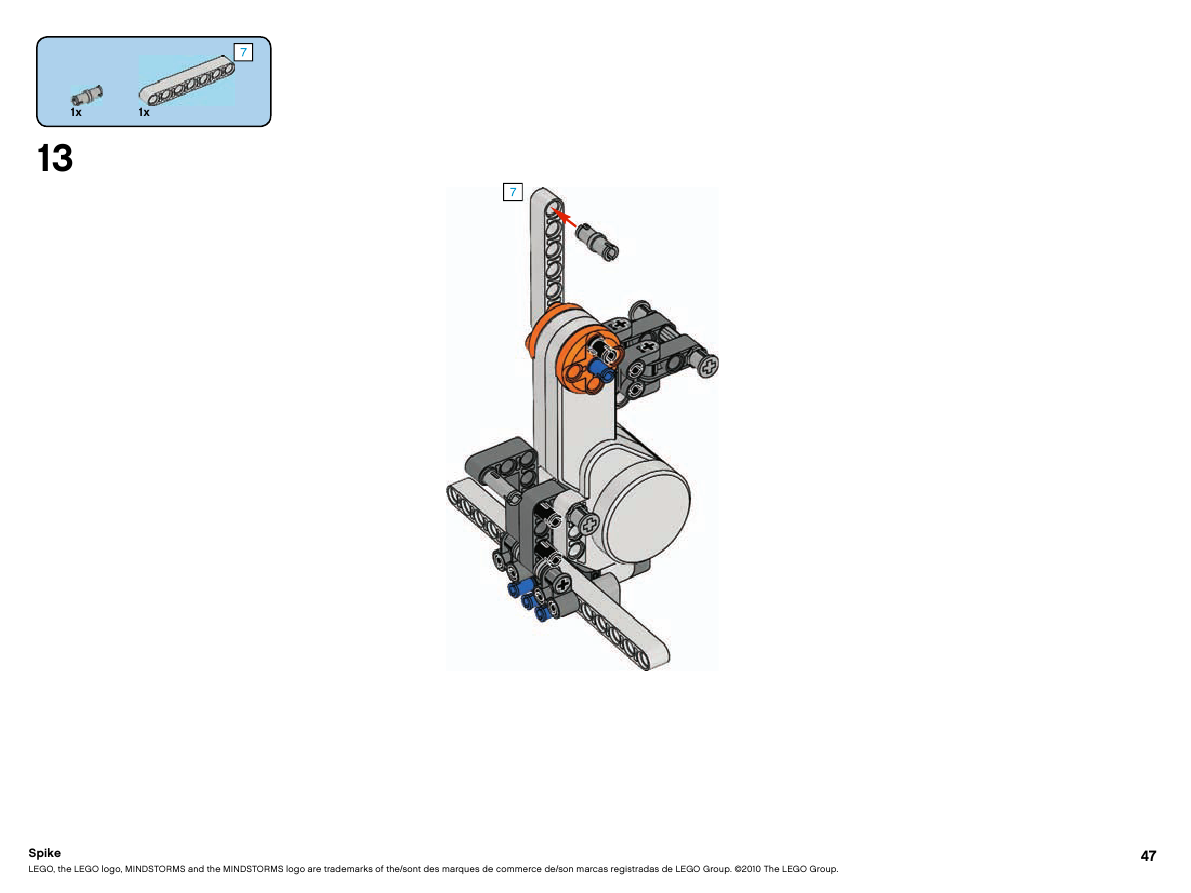 7
1x 1x
13
7
Spike
LEGO, the LEGO logo, MINDSTORMS and the MINDSTORMS logo are trademarks of the/sont des marques de commerce de/son marcas registradas de LEGO Group. ©2010 The LEGO Group.
47